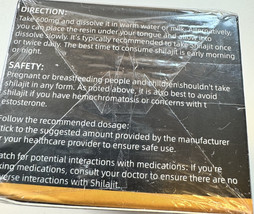 DIRECTION:
Take 600mg and dissolve it in warm water or milk. Alternatively,
you can place the resin under your tongue and allow it to
dissolve slowly. It's typically recommended to take Shilajit once
or twice daily. The best time to consume shilajit is early morning
or night.
SAFETY:
Pregnant or breastfeeding people and children shouldn't take
shilajit in any form. As noted above, it is also best to avoid
shilajit if you have hemochromatosis or concerns with t
estosterone.
Follow the recommended dosage:
tick to the suggested amount provided by the manufacturer
r your healthcare provider to ensure safe use.
atch for potential interactions with medications: If you're
king medications, consult your doctor to ensure there are no
verse interactions with Shilajit.